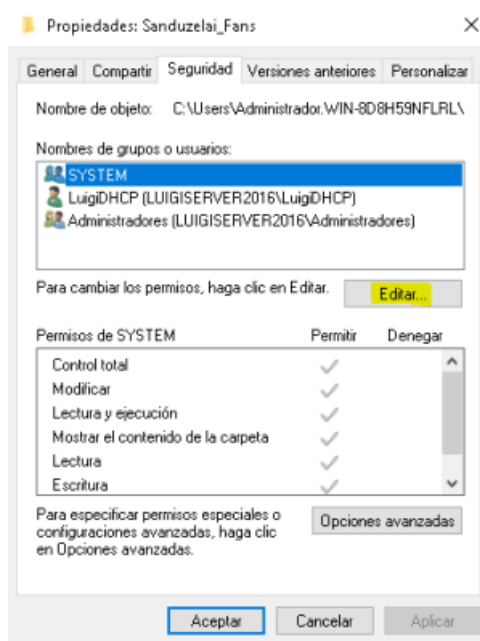 Propiedades: Sanduzelai_Fans
General Compartir Seguridad Versiones anteriores Personalizar
Nombre de objeto: C:\Users\Administrador.WIN-8D8H59NFLRL\
Nombres de grupos o usuarios:
SYSTEM
LuigiDHCP (LUIGISERVER2016\LuigiDHCP)
Administradores (LUIGISERVER2016\Administradores)
Para cambiar los permisos, haga clic en Editar.
Editar...
Permisos de SYSTEM Permitir Denegar
Control total
Modificar
Lectura y ejecución
Mostrar el contenido de la carpeta
Lectura
Escritura
Para especificar permisos especiales o
configuraciones avanzadas, haga clic
en Opciones avanzadas.
Opciones avanzadas
Aceptar Cancelar Aplicar